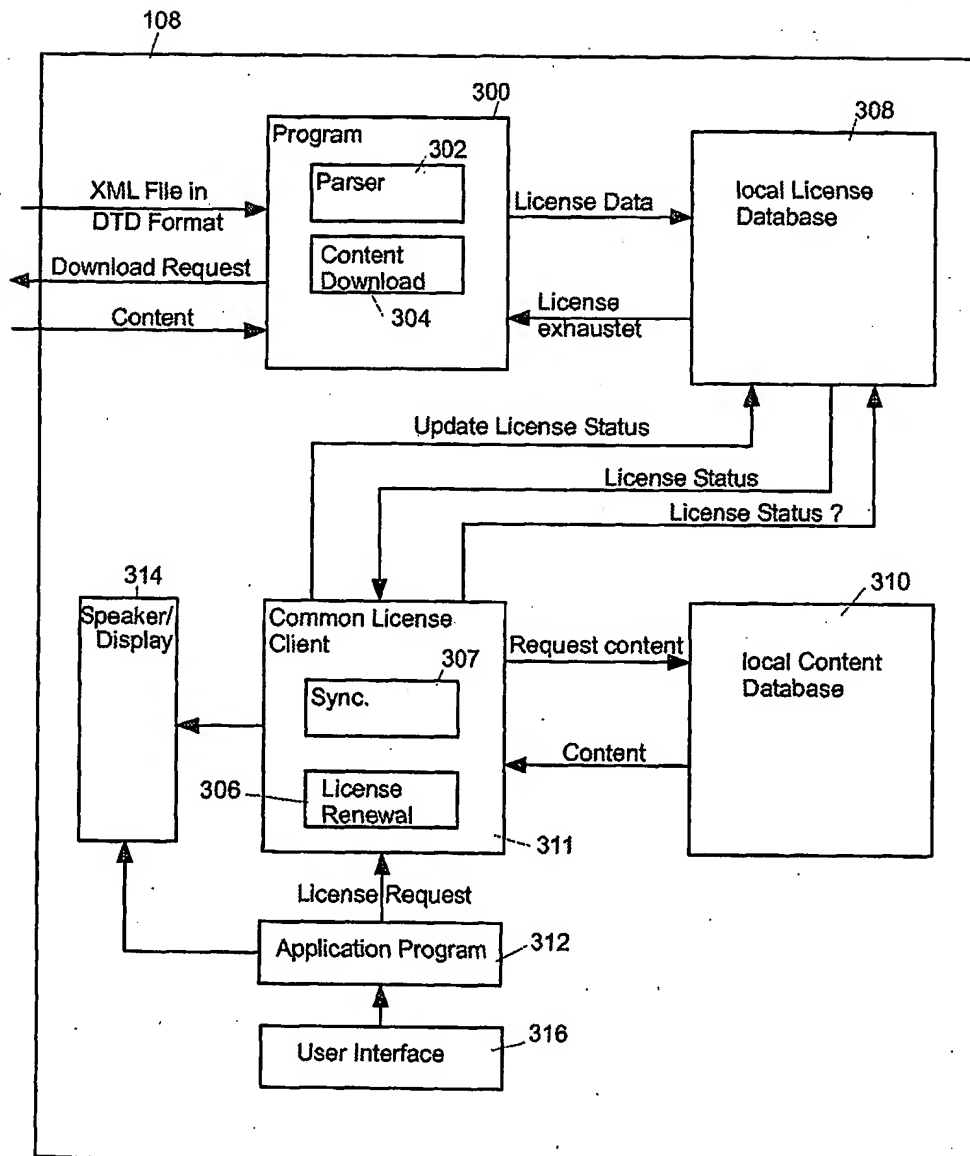 108
300
Program
302
Parser
Content
Download
304
308
local License
Database
XML File in
DTD Format
Download Request
Content
License Data
License
exhaustet
Update License Status
License Status
License Status ?
314
Speaker/
Display
Common License
Client
307
Sync.
306
License
Renewal
311
Request content
Content
310
local Content
Database
License Request
Application Program
312
User Interface
316